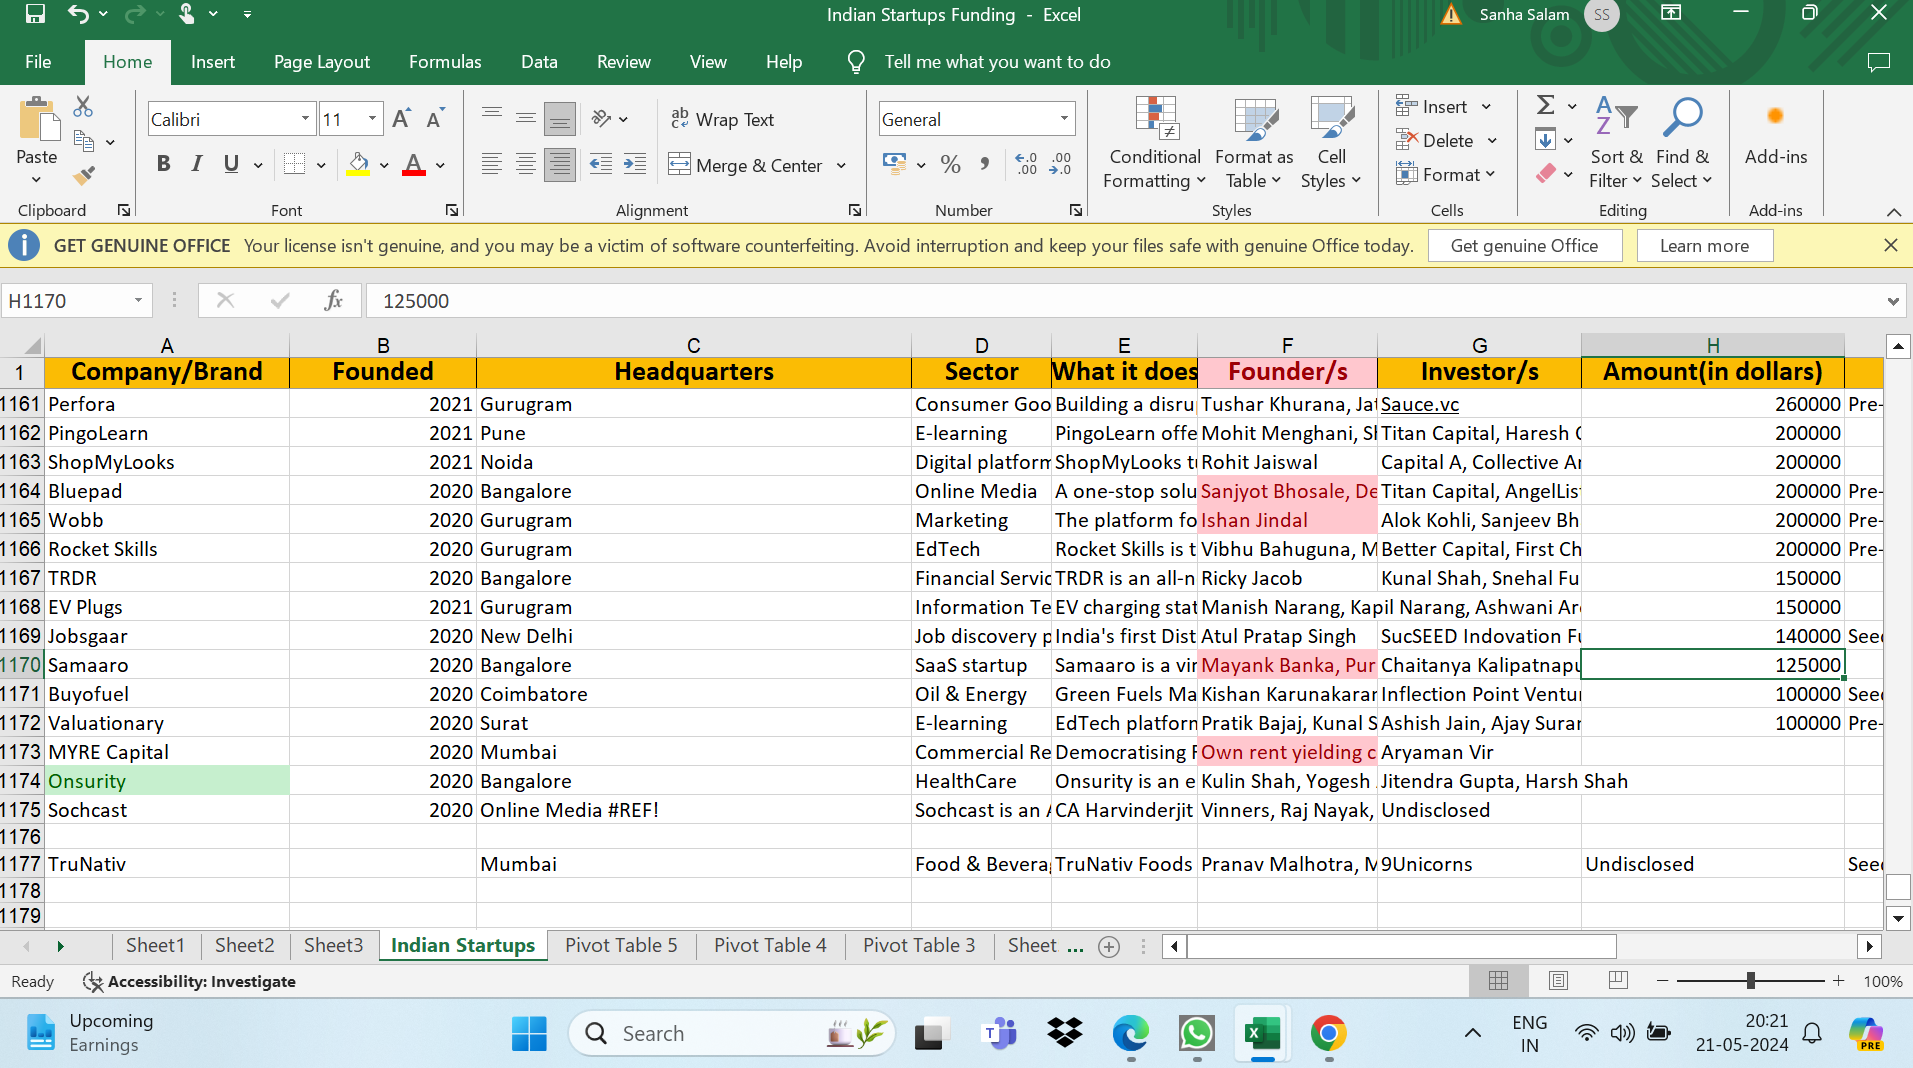 Indian Startups Funding - Excel
Sanha Salam SS
File Home Insert Page Layout Formulas Data Review View Help Tell me what you want to do
Calibri 11 ab Wrap Text General Insert
Delete
Paste B I U Merge & Center % Conditional Formatting Format as Table Cell Styles Format Sort & Filter Find & Select Add-ins
Clipboard Font Alignment Number Styles Cells Editing Add-ins
GET GENUINE OFFICE Your license isn't genuine, and you may be a victim of software counterfeiting. Avoid interruption and keep your files safe with genuine Office today. Get genuine Office Learn more
H1170 fx 125000
A B C D E F G H
1 Company/Brand Founded Headquarters Sector What it does Founder/s Investor/s Amount(in dollars)
1161 Perfora 2021 Gurugram Consumer Goo Building a disru Tushar Khurana, Jat Sauce.vc 260000 Pre-
1162 PingoLearn 2021 Pune E-learning PingoLearn offe Mohit Menghani, Sh Titan Capital, Haresh C 200000
1163 ShopMyLooks 2021 Noida Digital platform ShopMyLooks tu Rohit Jaiswal Capital A, Collective Ar 200000
1164 Bluepad 2020 Bangalore Online Media A one-stop solu Sanjyot Bhosale, De Titan Capital, AngelList 200000 Pre-
1165 Wobb 2020 Gurugram Marketing The platform fo Ishan Jindal Alok Kohli, Sanjeev Bh 200000 Pre-
1166 Rocket Skills 2020 Gurugram EdTech Rocket Skills is t Vibhu Bahuguna, M Better Capital, First Ch 200000 Pre-
1167 TRDR 2020 Bangalore Financial Servic TRDR is an all-n Ricky Jacob Kunal Shah, Snehal Fu 150000
1168 EV Plugs 2021 Gurugram Information Te EV charging stat Manish Narang, Kapil Narang, Ashwani Aro 150000
1169 Jobsgaar 2020 New Delhi Job discovery p India's first Dist Atul Pratap Singh SucSEED Indovation Fu 140000 Seed
1170 Samaaro 2020 Bangalore SaaS startup Samaaro is a vir Mayank Banka, Pur Chaitanya Kalipatnapu 125000
1171 Buyofuel 2020 Coimbatore Oil & Energy Green Fuels Ma Kishan Karunakaran Inflection Point Ventur 100000 Seed
1172 Valuationary 2020 Surat E-learning EdTech platform Pratik Bajaj, Kunal S Ashish Jain, Ajay Suran 100000 Pre-
1173 MYRE Capital 2020 Mumbai Commercial Re Democratising R Own rent yielding c Aryaman Vir
1174 Onsurity 2020 Bangalore HealthCare Onsurity is an e Kulin Shah, Yogesh Jitendra Gupta, Harsh Shah
1175 Sochcast 2020 Online Media #REF! Sochcast is an A CA Harvinderjit Vinners, Raj Nayak, Undisclosed
1176
1177 TruNativ Mumbai Food & Bevera TruNativ Foods Pranav Malhotra, M 9Unicorns Undisclosed Seed
1178
1179
Sheet1 Sheet2 Sheet3 Indian Startups Pivot Table 5 Pivot Table 4 Pivot Table 3 Sheet ...
Ready Accessibility: Investigate 100%
Upcoming
Earnings
Search
ENG
IN
20:21
21-05-2024
PRE